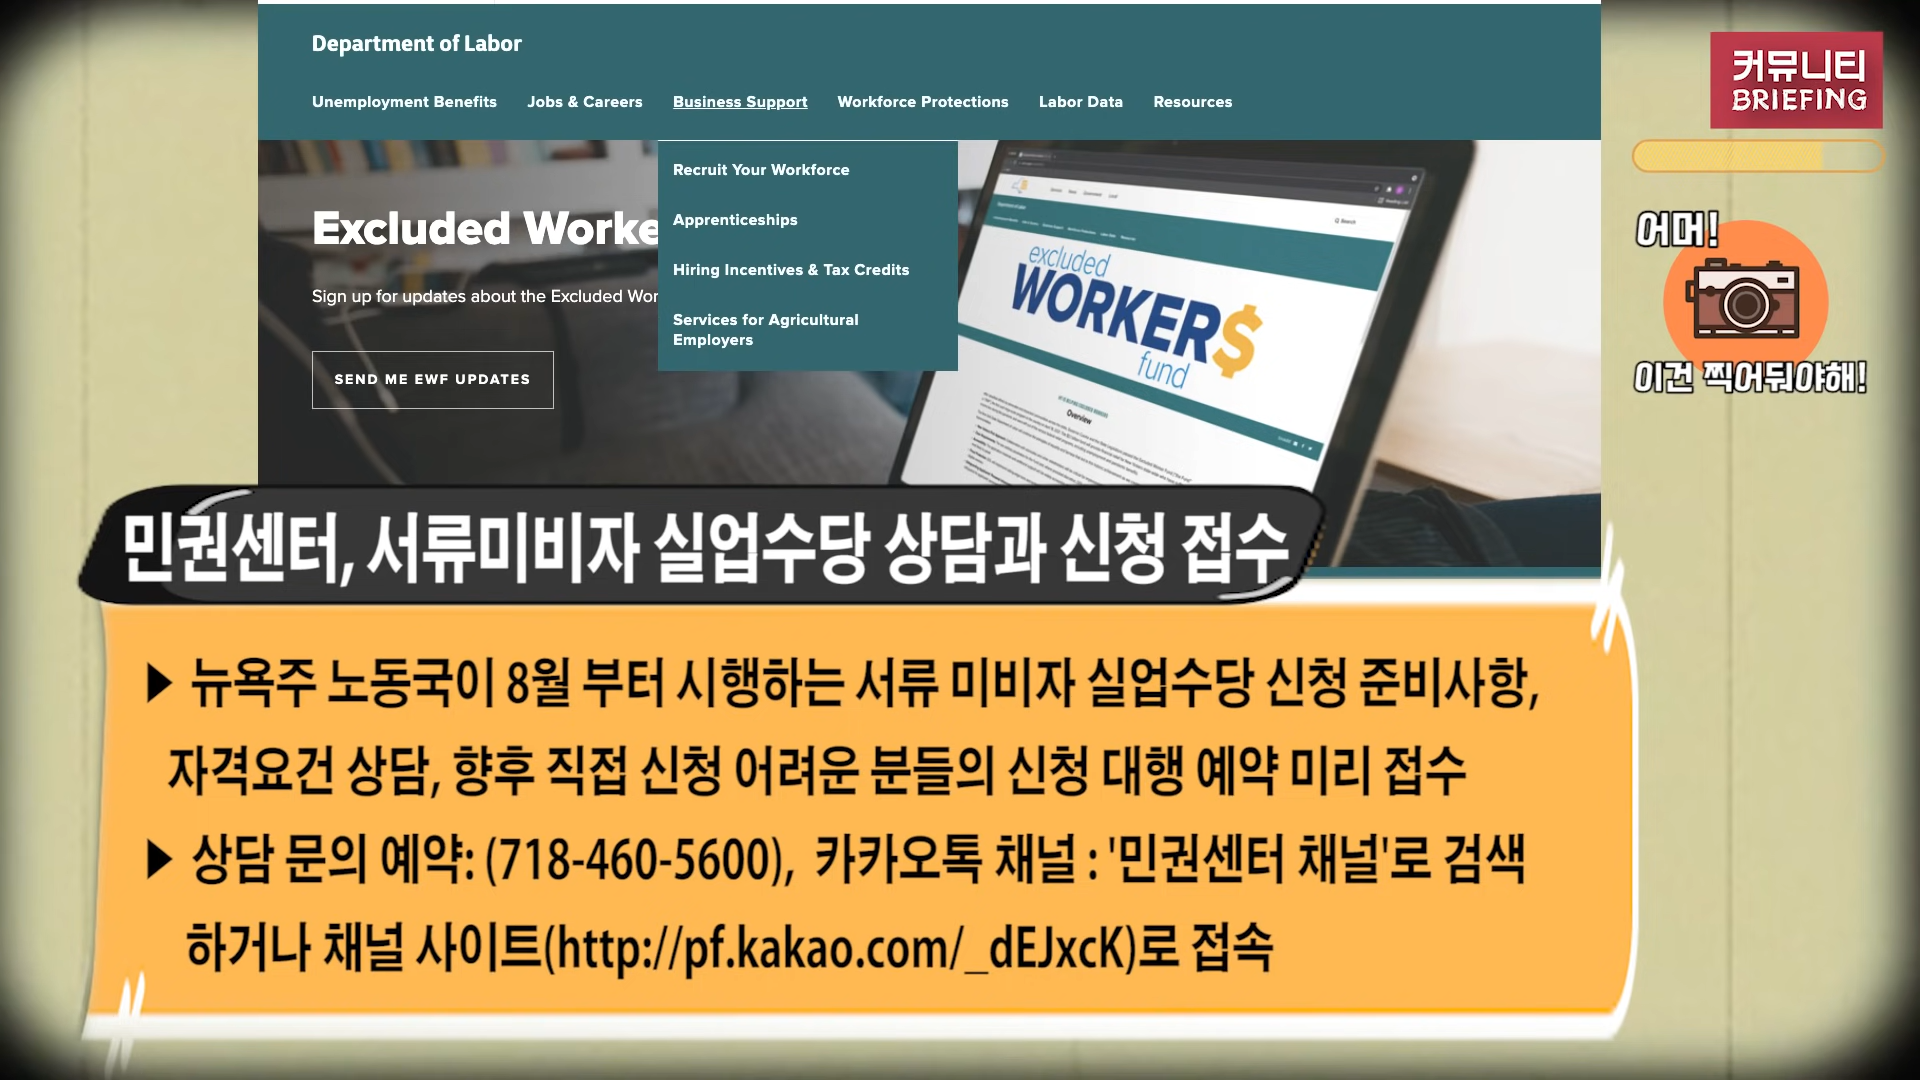 Department of Labor
Unemployment Benefits Jobs & Careers Business Support Workforce Protections Labor Data Resources
커뮤니티
BRIEFING
Recruit Your Workforce
Apprenticeships
Hiring Incentives & Tax Credits
Services for Agricultural
Employers
Excluded Worke
Sign up for updates about the Excluded Wor
SEND ME EWF UPDATES
excluded
WORKER$
fund
Overview
어머!
이건 찍어둬야해!
민권센터, 서류미비자 실업수당 상담과 신청 접수
▶ 뉴욕주 노동국이 8월 부터 시행하는 서류 미비자 실업수당 신청 준비사항,
자격요건 상담, 향후 직접 신청 어려운 분들의 신청 대행 예약 미리 접수
▶ 상담 문의 예약: (718-460-5600), 카카오톡 채널 : '민권센터 채널'로 검색
하거나 채널 사이트(http://pf.kakao.com/_dEJxcK)로 접속